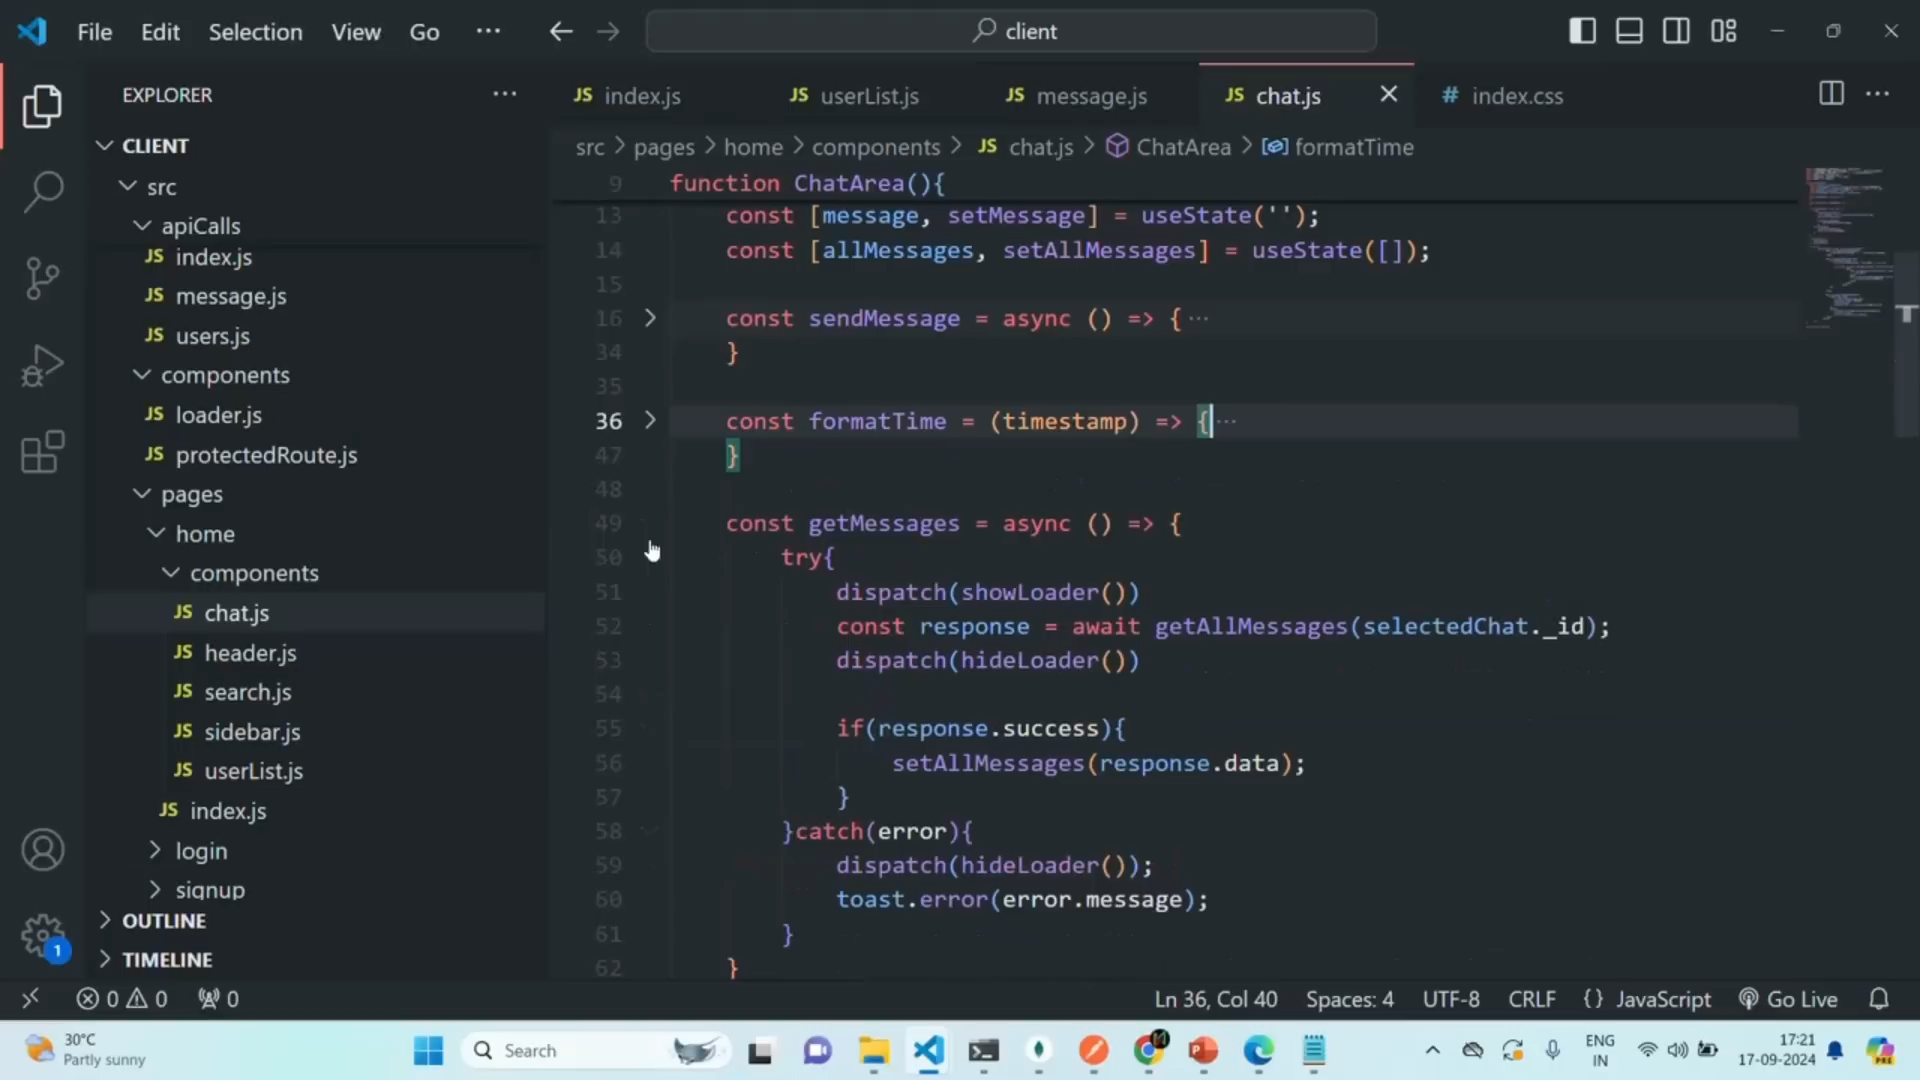 File Edit Selection View Go ··· client
EXPLORER ···
index.js userList.js message.js chat.js index.css
src > pages > home > components > JS chat.js > ChatArea > formatTime
CLIENT
src
apiCalls
JS index.js
JS message.js
JS users.js
components
JS loader.js
JS protectedRoute.js
pages
home
components
JS chat.js
JS header.js
JS search.js
JS sidebar.js
JS userList.js
JS index.js
login
signup
OUTLINE
TIMELINE
9 function ChatArea(){
13 const [message, setMessage] = useState('');
14 const [allMessages, setAllMessages] = useState([]);
15
16 const sendMessage = async () => { ···
34 }
35
36 const formatTime = (timestamp) => { ···
47 }
48
49 const getMessages = async () => {
50 try{
51 dispatch(showLoader())
52 const response = await getAllMessages(selectedChat._id);
53 dispatch(hideLoader())
54
55 if(response.success){
56 setAllMessages(response.data);
57 }
58 }catch(error){
59 dispatch(hideLoader());
60 toast.error(error.message);
61 }
62 }
1
0 0 0 Ln 36, Col 40 Spaces: 4 UTF-8 CRLF {} JavaScript Go Live
30°C
Partly sunny
Search
ENG
IN
17:21
17-09-2024
PRE